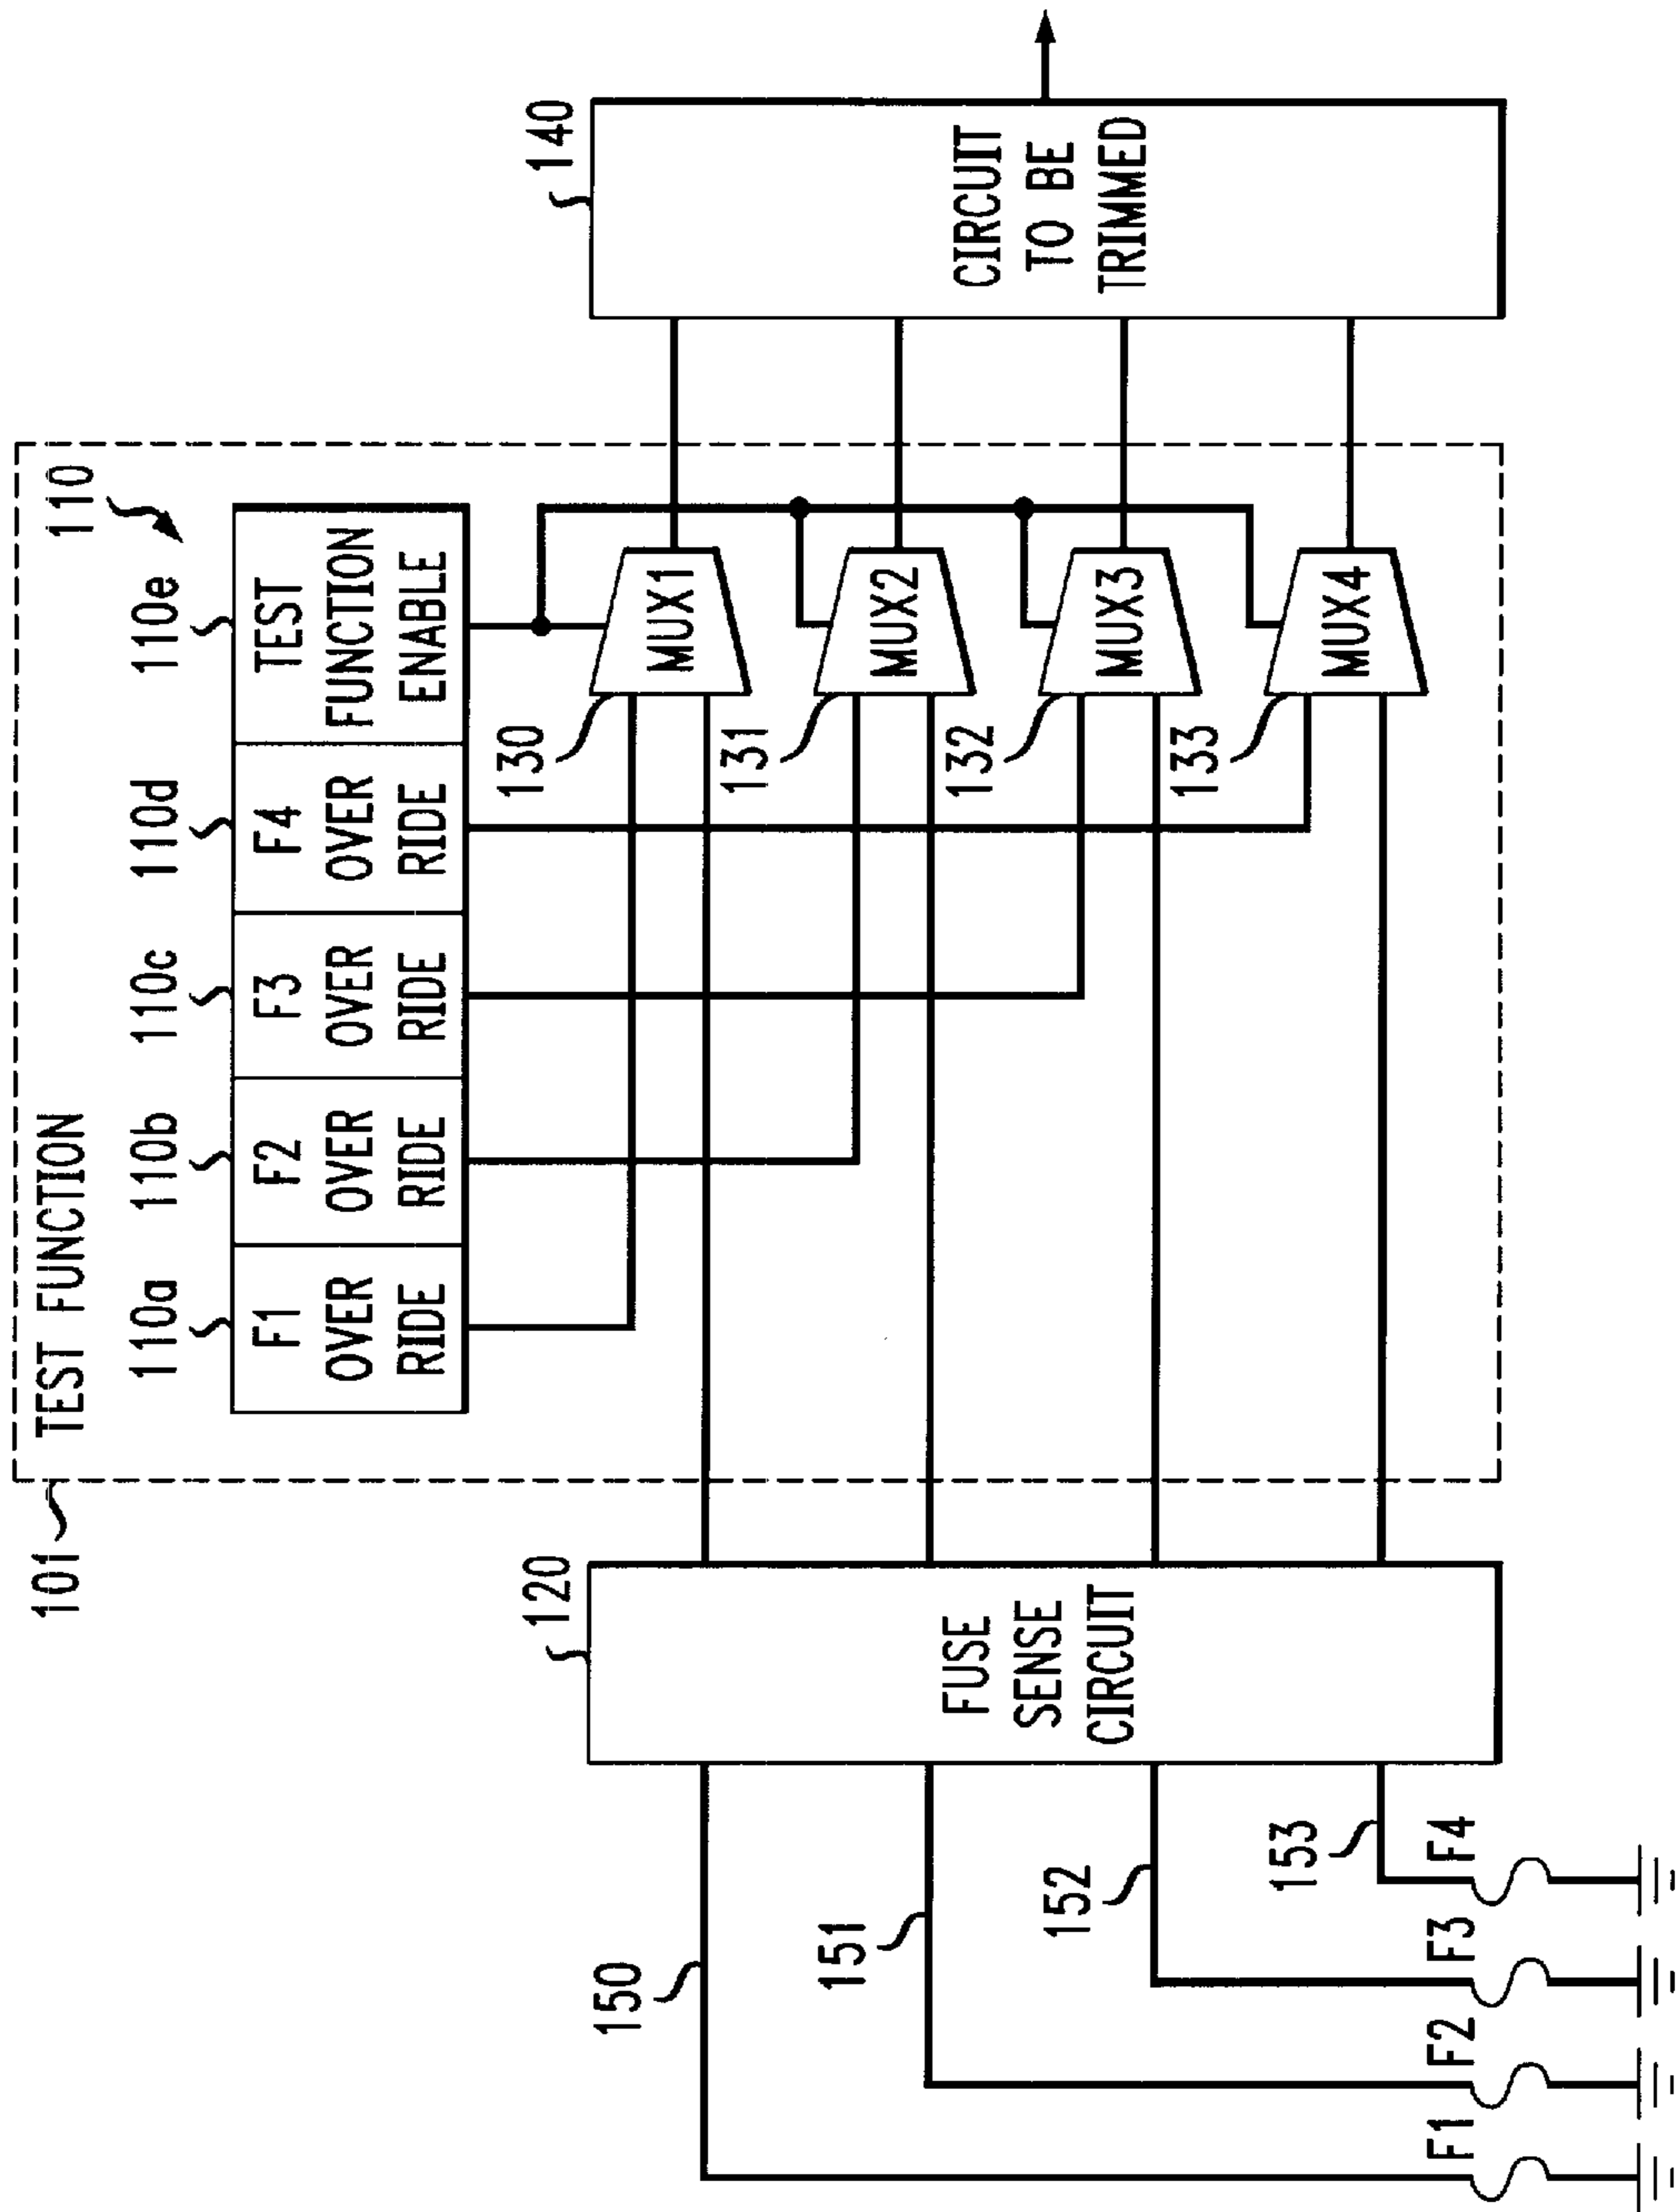 101
TEST FUNCTION
110
110a
110b
110c
110d
110e
F1
OVER
RIDE
F2
OVER
RIDE
F3
OVER
RIDE
F4
OVER
RIDE
TEST
FUNCTION
ENABLE
120
FUSE
SENSE
CIRCUIT
130
MUX1
131
MUX2
132
MUX3
133
MUX4
140
CIRCUIT
TO BE
TRIMMED
150
151
152
153
F1
F2
F3
F4